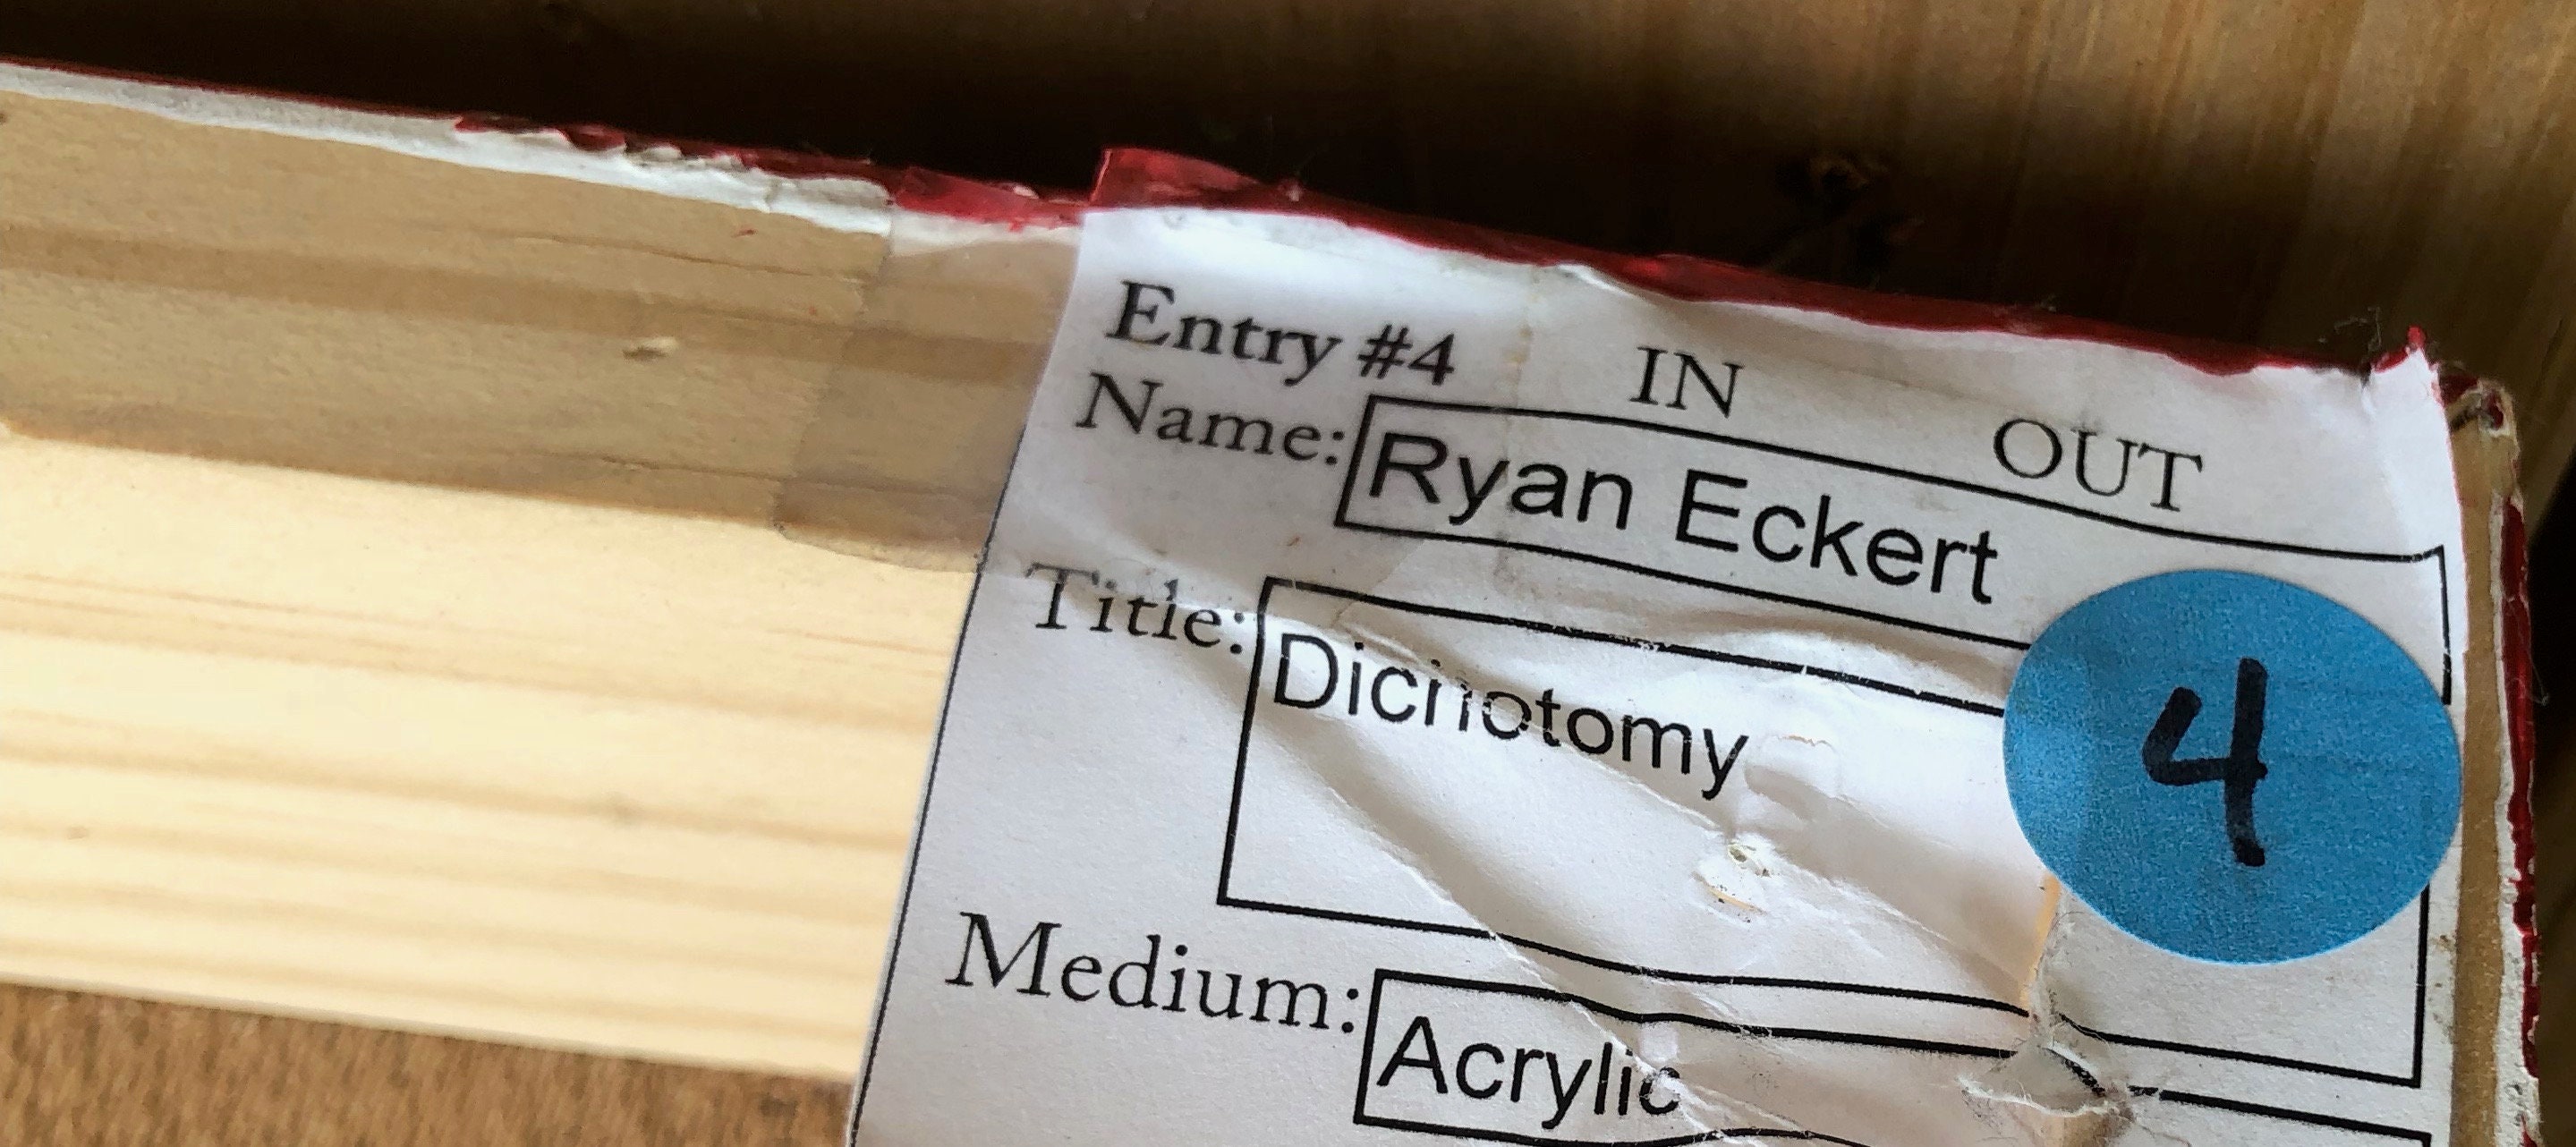 Entry #4 IN OUT
Name: Ryan Eckert
Title: Dichotomy
4
Medium: Acrylic